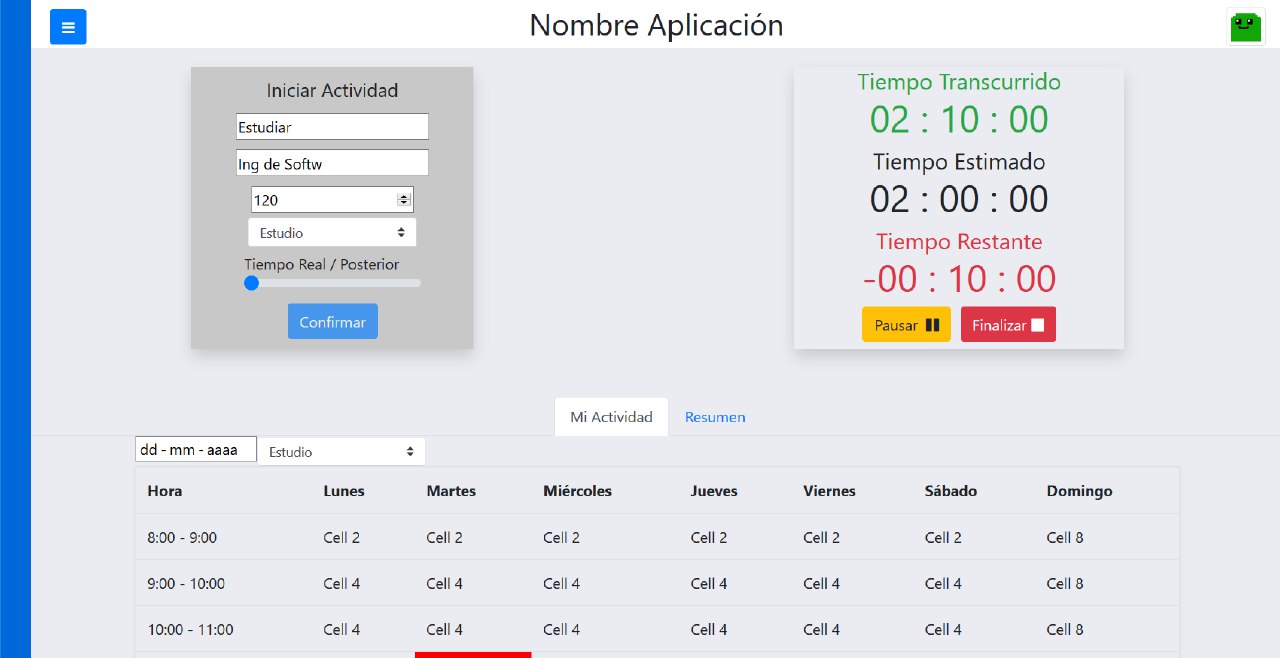 Nombre Aplicación
Iniciar Actividad
Estudiar
Ing de Softw
120
Estudio
Tiempo Real / Posterior
Confirmar
Tiempo Transcurrido
02 : 10 : 00
Tiempo Estimado
02 : 00 : 00
Tiempo Restante
-00 : 10 : 00
Pausar Finalizar
Mi Actividad Resumen
dd - mm - aaaa Estudio
Hora Lunes Martes Miércoles Jueves Viernes Sábado Domingo
8:00 - 9:00 Cell 2 Cell 2 Cell 2 Cell 2 Cell 2 Cell 2 Cell 8
9:00 - 10:00 Cell 4 Cell 4 Cell 4 Cell 4 Cell 4 Cell 4 Cell 8
10:00 - 11:00 Cell 4 Cell 4 Cell 4 Cell 4 Cell 4 Cell 4 Cell 8